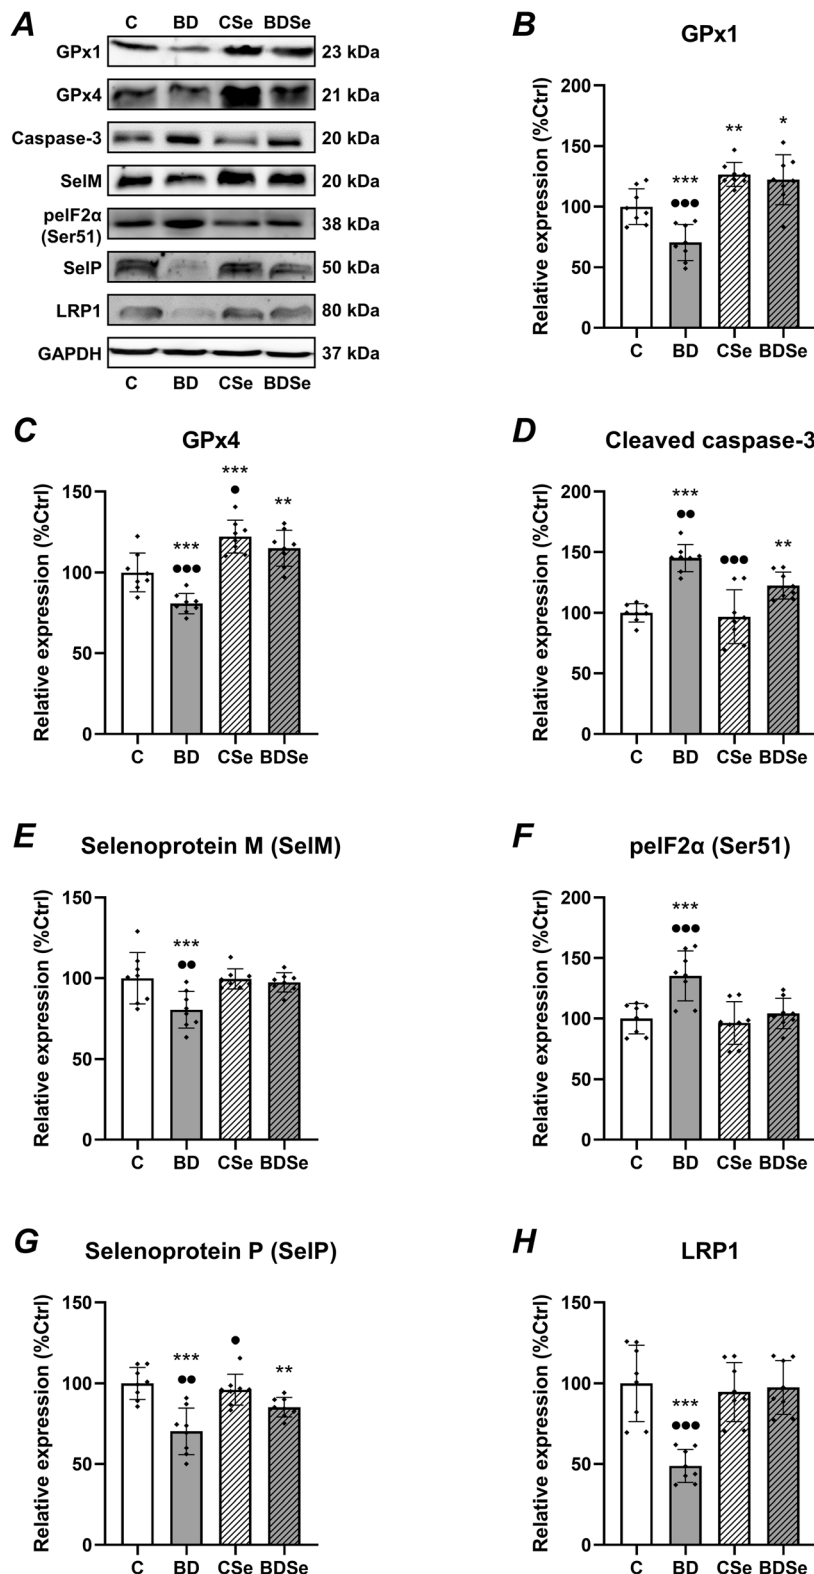 A
C BD CSe BDSe
GPx1 23 kDa
GPx4 21 kDa
Caspase-3 20 kDa
SelM 20 kDa
peIF2α
(Ser51) 38 kDa
SelP 50 kDa
LRP1 80 kDa
GAPDH 37 kDa
C BD CSe BDSe
B
GPx1
Relative expression (%Ctrl)
200
150
100
50
0
***
●●●
**
*
C BD CSe BDSe
C
GPx4
Relative expression (%Ctrl)
150
100
50
0
***
●●●
***
●
**
C BD CSe BDSe
D
Cleaved caspase-3
Relative expression (%Ctrl)
200
150
100
50
0
***
●●
●●●
**
C BD CSe BDSe
E
Selenoprotein M (SelM)
Relative expression (%Ctrl)
150
100
50
0
***
●●
C BD CSe BDSe
F
peIF2α (Ser51)
Relative expression (%Ctrl)
200
150
100
50
0
***
●●●
C BD CSe BDSe
G
Selenoprotein P (SelP)
Relative expression (%Ctrl)
150
100
50
0
***
●●
●
**
C BD CSe BDSe
H
LRP1
Relative expression (%Ctrl)
150
100
50
0
***
●●●
C BD CSe BDSe